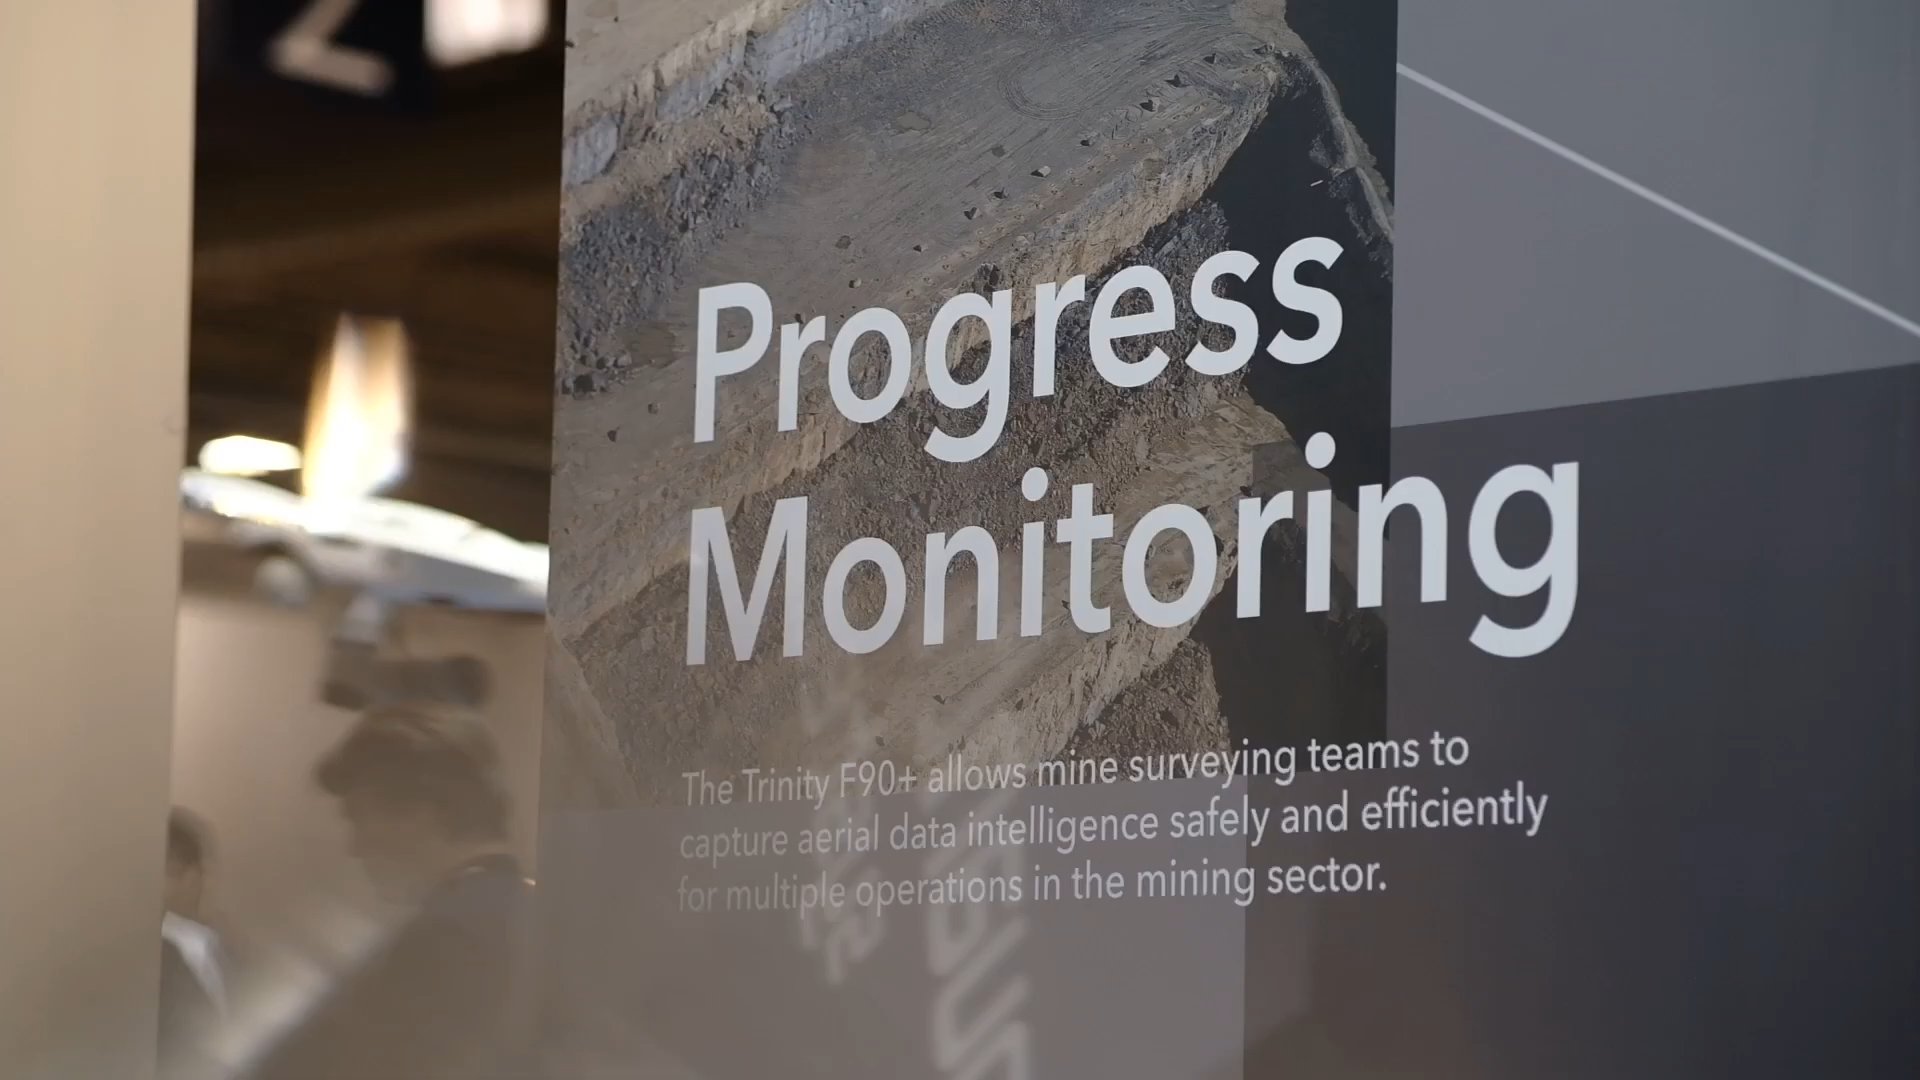 Progress
Monitoring
The Trinity F90+ allows mine surveying teams to
capture aerial data intelligence safely and efficiently
for multiple operations in the mining sector.